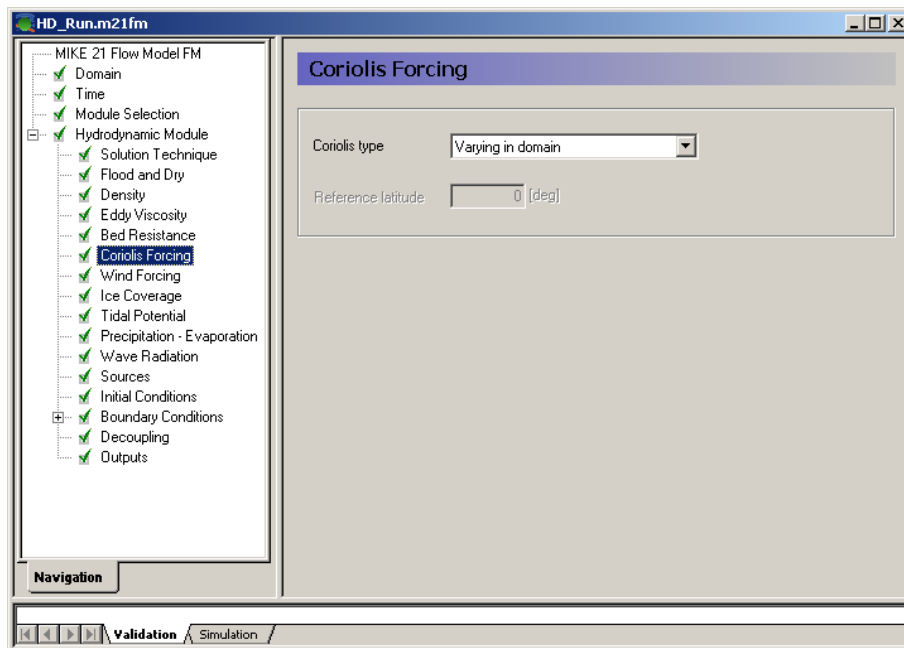 HD_Run.m21fm
MIKE 21 Flow Model FM
Domain
Time
Module Selection
Hydrodynamic Module
Solution Technique
Flood and Dry
Density
Eddy Viscosity
Bed Resistance
Coriolis Forcing
Wind Forcing
Ice Coverage
Tidal Potential
Precipitation - Evaporation
Wave Radiation
Sources
Initial Conditions
Boundary Conditions
Decoupling
Outputs
Navigation
Coriolis Forcing
Coriolis type Varying in domain
Reference latitude 0 [deg]
Validation Simulation